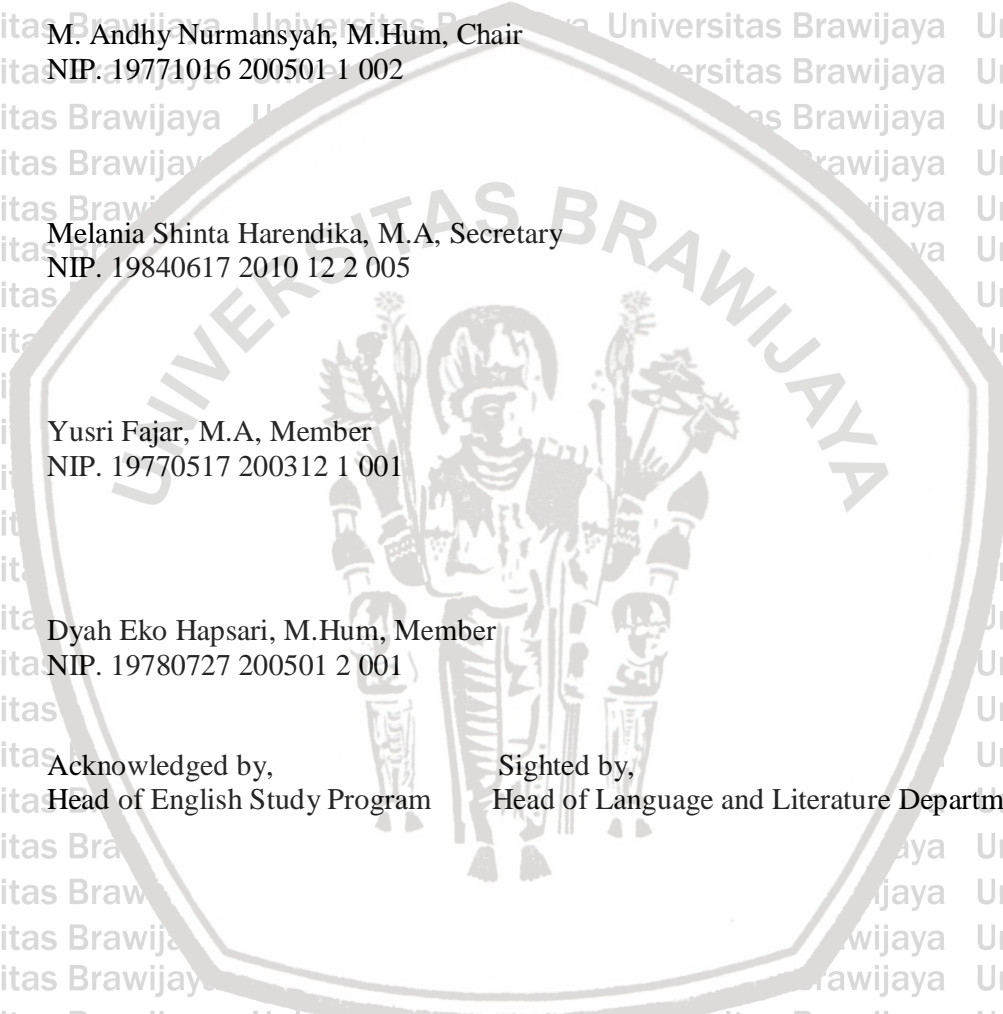 M. Andhy Nurmansyah, M.Hum, Chair
NIP. 19771016 200501 1 002
Melania Shinta Harendika, M.A, Secretary
NIP. 19840617 2010 12 2 005
Yusri Fajar, M.A, Member
NIP. 19770517 200312 1 001
Dyah Eko Hapsari, M.Hum, Member
NIP. 19780727 200501 2 001
Acknowledged by, Sighted by,
Head of English Study Program Head of Language and Literature Departm
UNIVERSITAS BRAWIJAYA